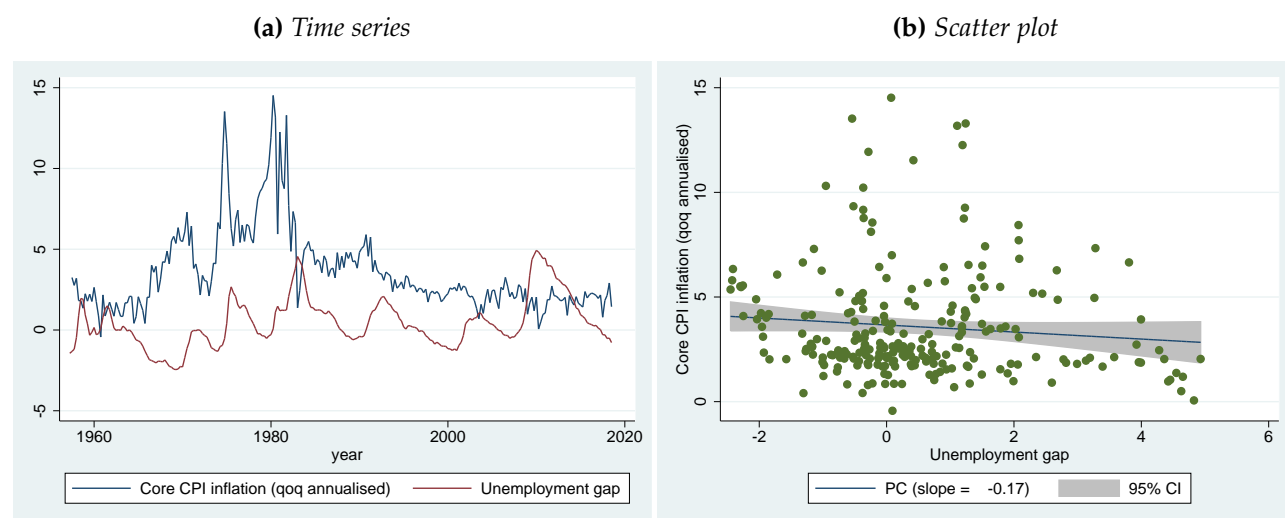 (a) Time series
15
10
5
0
-5
1960
1980
2000
2020
year
Core CPI inflation (qoq annualised)
Unemployment gap
(b) Scatter plot
Core CPI inflation (qoq annualised)
15
10
5
0
-2
0
2
4
6
Unemployment gap
PC (slope = -0.17)
95% CI